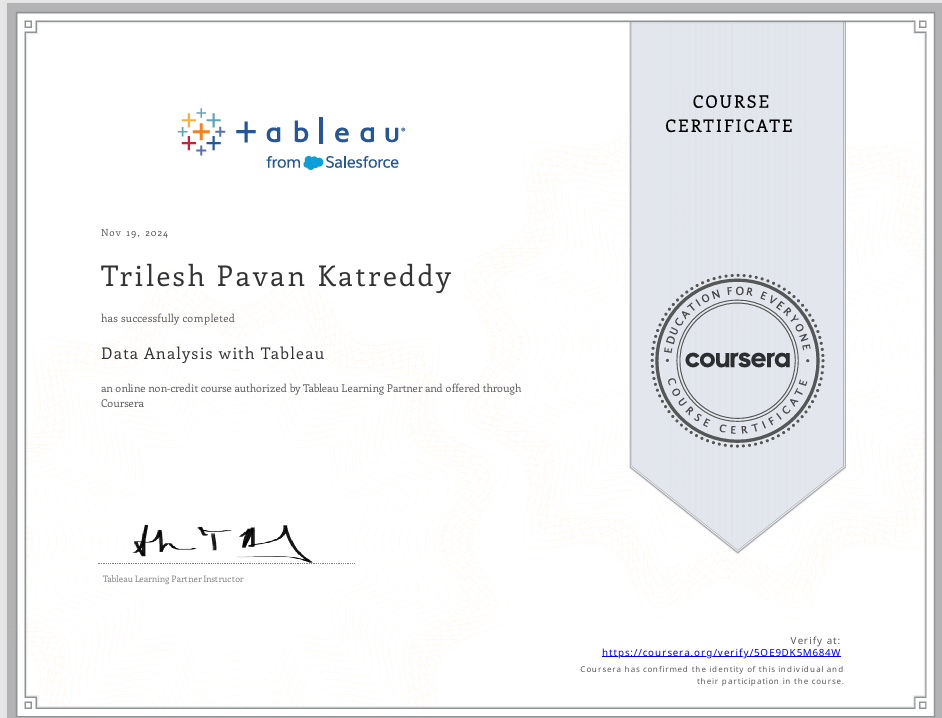 + a b l e a u
from Salesforce
COURSE
CERTIFICATE
Nov 19, 2024
Trilesh Pavan Katreddy
has successfully completed
Data Analysis with Tableau
an online non-credit course authorized by Tableau Learning Partner and offered through
Coursera
EDUCATION FOR EVERYONE
coursera
COURSE CERTIFICATE
Tableau Learning Partner Instructor
Verify at:
https://coursera.org/verify/5OE9DK5M684W
Coursera has confirmed the identity of this individual and
their participation in the course.